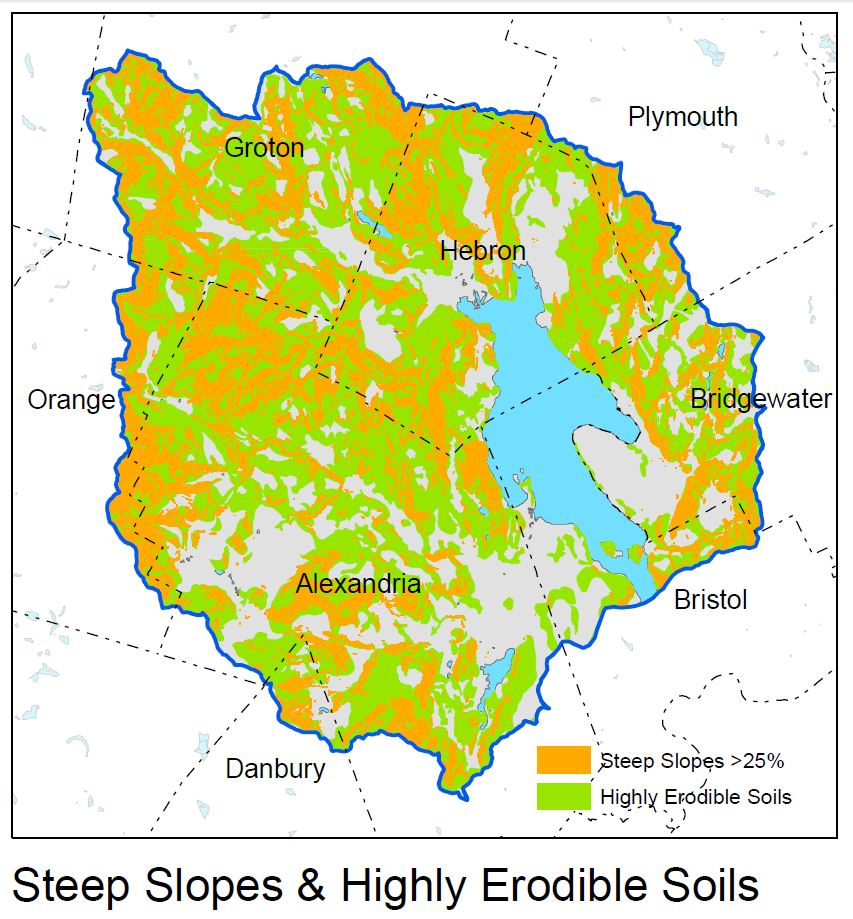 Plymouth
Groton
Hebron
Orange
Bridgewater
Alexandria
Bristol
Danbury
Steep Slopes >25%
Highly Erodible Soils
Steep Slopes & Highly Erodible Soils